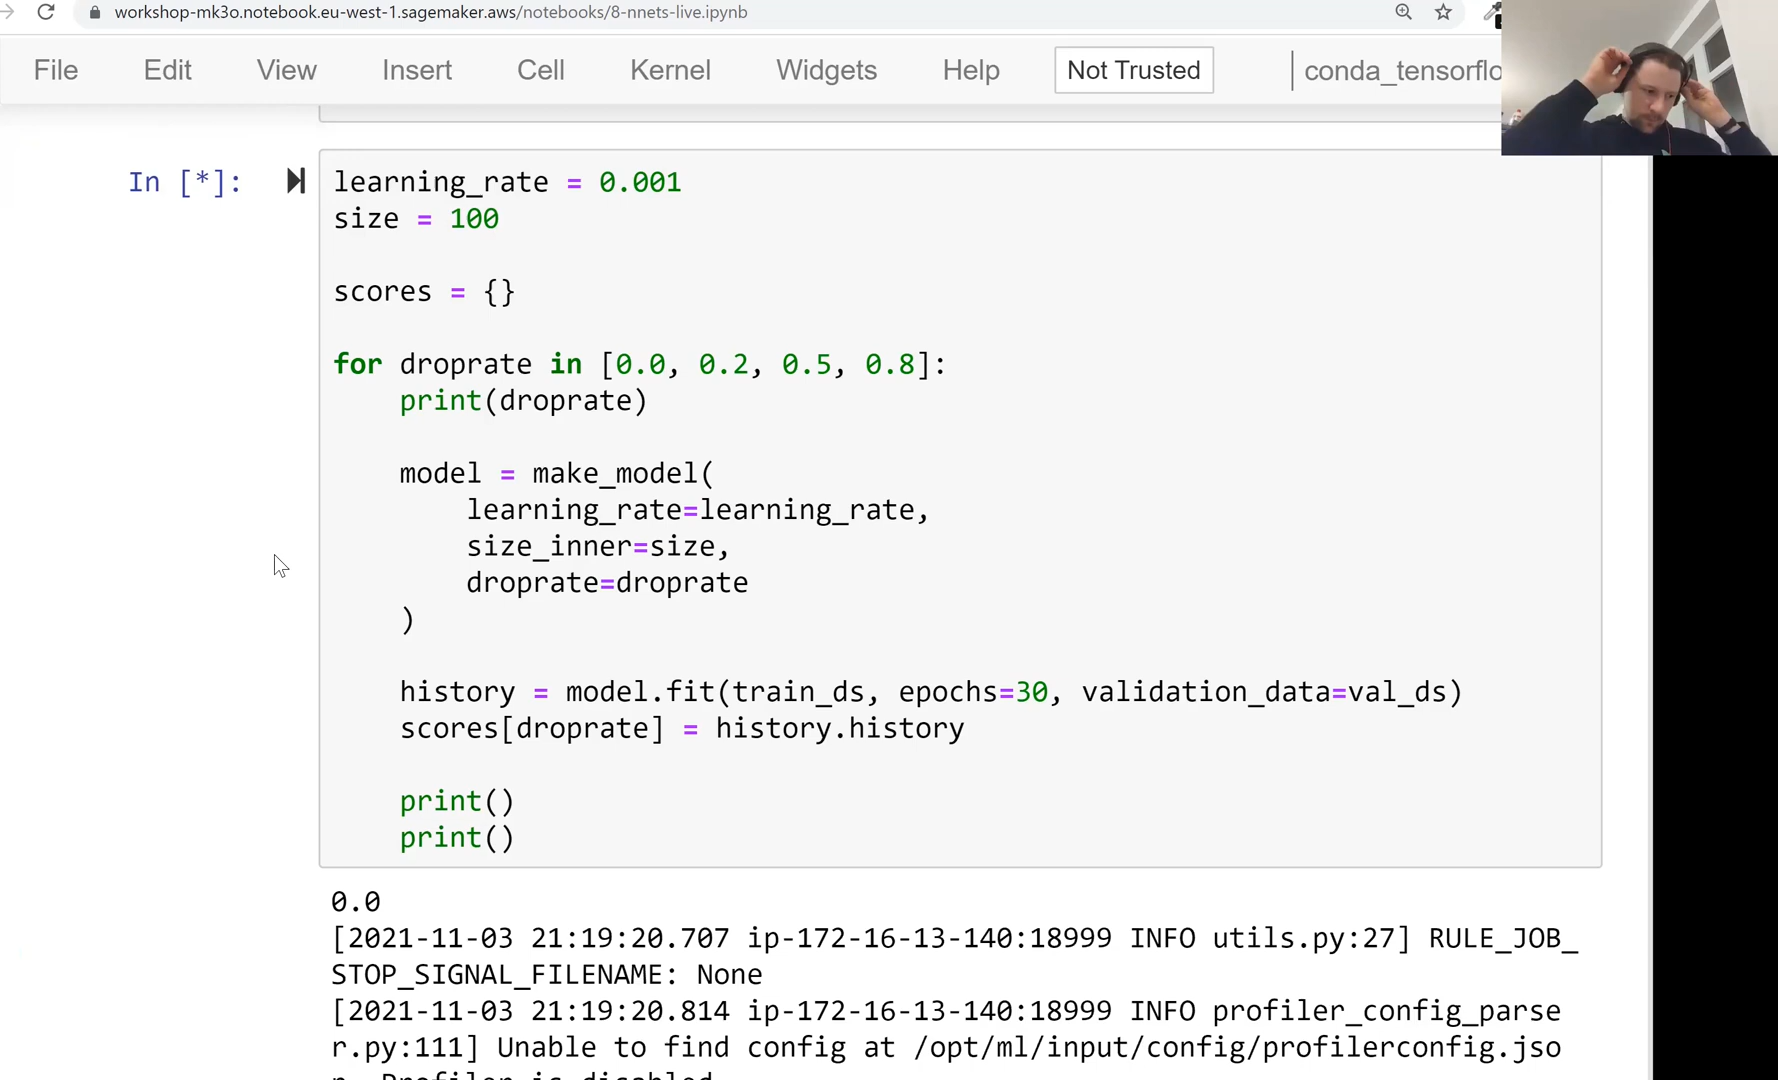 workshop-mk3o.notebook.eu-west-1.sagemaker.aws/notebooks/8-nnets-live.ipynb
File Edit View Insert Cell Kernel Widgets Help Not Trusted conda_tensorflo
In [*]:
learning_rate = 0.001
size = 100
scores = {}
for droprate in [0.0, 0.2, 0.5, 0.8]:
    print(droprate)
    model = make_model(
        learning_rate=learning_rate,
        size_inner=size,
        droprate=droprate
    )
    history = model.fit(train_ds, epochs=30, validation_data=val_ds)
    scores[droprate] = history.history
    print()
    print()
0.0
[2021-11-03 21:19:20.707 ip-172-16-13-140:18999 INFO utils.py:27] RULE_JOB_
STOP_SIGNAL_FILENAME: None
[2021-11-03 21:19:20.814 ip-172-16-13-140:18999 INFO profiler_config_parse
r.py:111] Unable to find config at /opt/ml/input/config/profilerconfig.jso
n. Profiler is disabled.